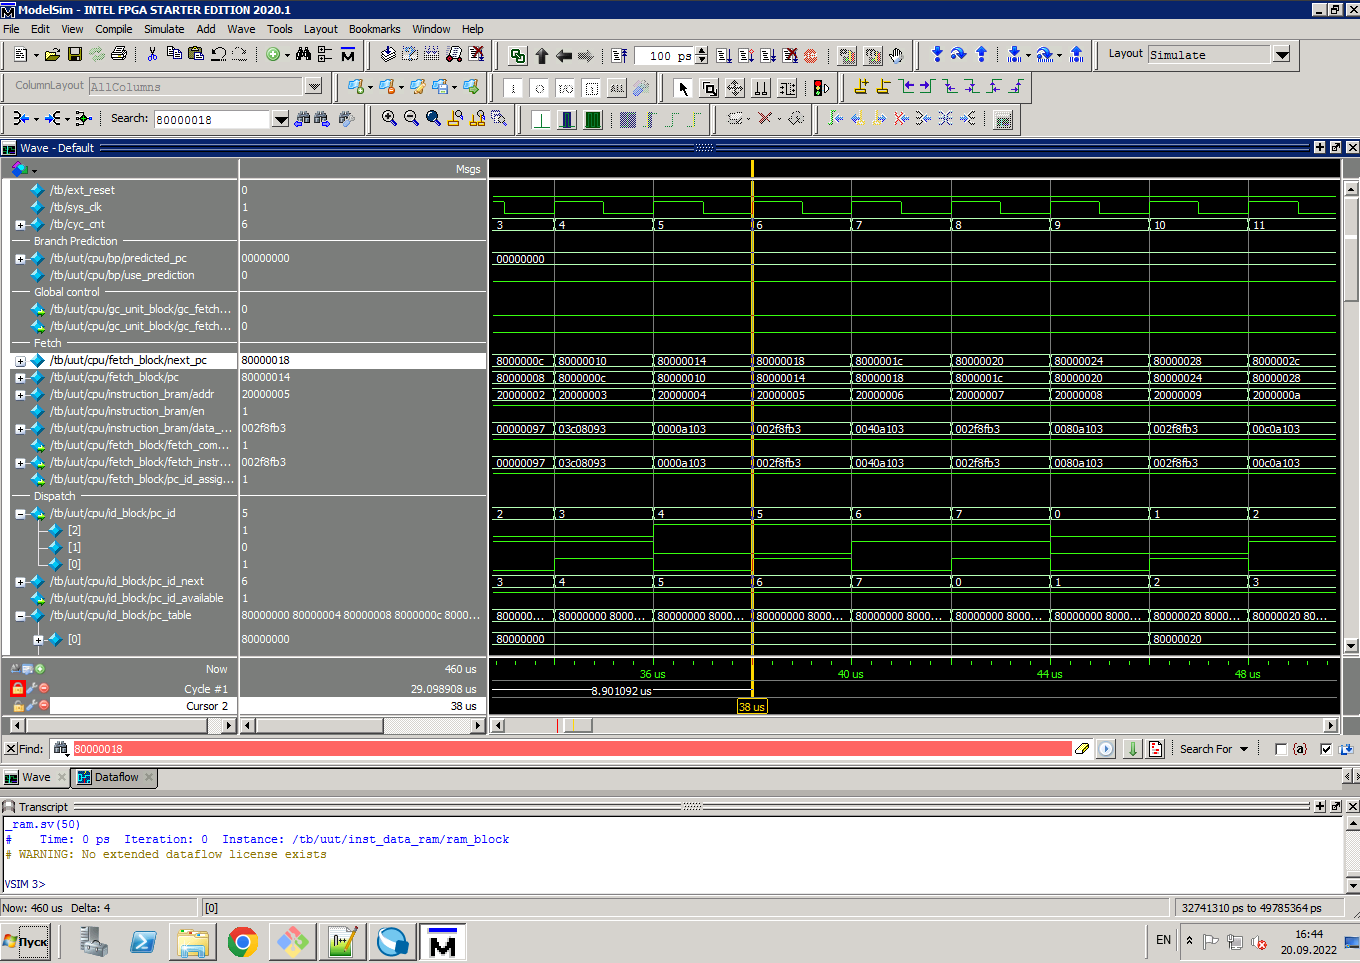 ModelSim - INTEL FPGA STARTER EDITION 2020.1
File Edit View Compile Simulate Add Wave Tools Layout Bookmarks Window Help
100 ps
Layout Simulate
ColumnLayout AllColumns
ALL
Search: 80000018
Wave - Default
Msgs
/tb/ext_reset 0
/tb/sys_clk 1
/tb/cyc_cnt 6 3 4 5 6 7 8 9 10 11
Branch Prediction
/tb/uut/cpu/bp/predicted_pc 00000000 00000000
/tb/uut/cpu/bp/use_prediction 0
Global control
/tb/uut/cpu/gc_unit_block/gc_fetch... 0
/tb/uut/cpu/gc_unit_block/gc_fetch... 0
Fetch
/tb/uut/cpu/fetch_block/next_pc 80000018 8000000c 80000010 80000014 80000018 8000001c 80000020 80000024 80000028 8000002c
/tb/uut/cpu/fetch_block/pc 80000014 80000008 8000000c 80000010 80000014 80000018 8000001c 80000020 80000024 80000028
/tb/uut/cpu/instruction_bram/addr 20000005 20000002 20000003 20000004 20000005 20000006 20000007 20000008 20000009 2000000a
/tb/uut/cpu/instruction_bram/en 1
/tb/uut/cpu/instruction_bram/data_... 002f8fb3 00000097 03c08093 0000a103 002f8fb3 0040a103 002f8fb3 0080a103 002f8fb3 00c0a103
/tb/uut/cpu/fetch_block/fetch_com... 1
/tb/uut/cpu/fetch_block/fetch_instr... 002f8fb3 00000097 03c08093 0000a103 002f8fb3 0040a103 002f8fb3 0080a103 002f8fb3 00c0a103
/tb/uut/cpu/fetch_block/pc_id_assig... 1
Dispatch
/tb/uut/cpu/id_block/pc_id 5 2 3 4 5 6 7 0 1 2
[2] 1
[1] 0
[0] 1
/tb/uut/cpu/id_block/pc_id_next 6 3 4 5 6 7 0 1 2 3
/tb/uut/cpu/id_block/pc_id_available 1
/tb/uut/cpu/id_block/pc_table 80000000 80000004 80000008 8000000c 8000... 80000... 80000000 8000... 80000000 8000... 80000000 8000... 80000000 8000... 80000000 8000... 80000000 8000... 80000020 8000... 80000020 80...
[0] 80000000 80000000 80000020
Now 460 us 36 us 40 us 44 us 48 us
Cycle #1 29.098908 us 8.901092 us
Cursor 2 38 us 38 us
Find: 80000018 Search For {a}
Wave Dataflow
Transcript
_ram.sv(50)
# Time: 0 ps Iteration: 0 Instance: /tb/uut/inst_data_ram/ram_block
# WARNING: No extended dataflow license exists
VSIM 3>
Now: 460 us Delta: 4 [0] 32741310 ps to 49785364 ps
Пуск EN 16:44
20.09.2022